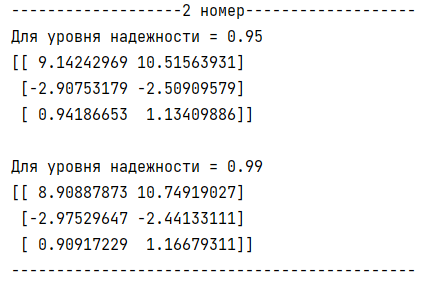 -------------------2 номер-------------------
Для уровня надежности = 0.95
[[ 9.14242969 10.51563931]
 [-2.90753179 -2.50909579]
 [ 0.94186653  1.13409886]]
Для уровня надежности = 0.99
[[ 8.90887873 10.74919027]
 [-2.97529647 -2.44133111]
 [ 0.90917229  1.16679311]]
---------------------------------------------